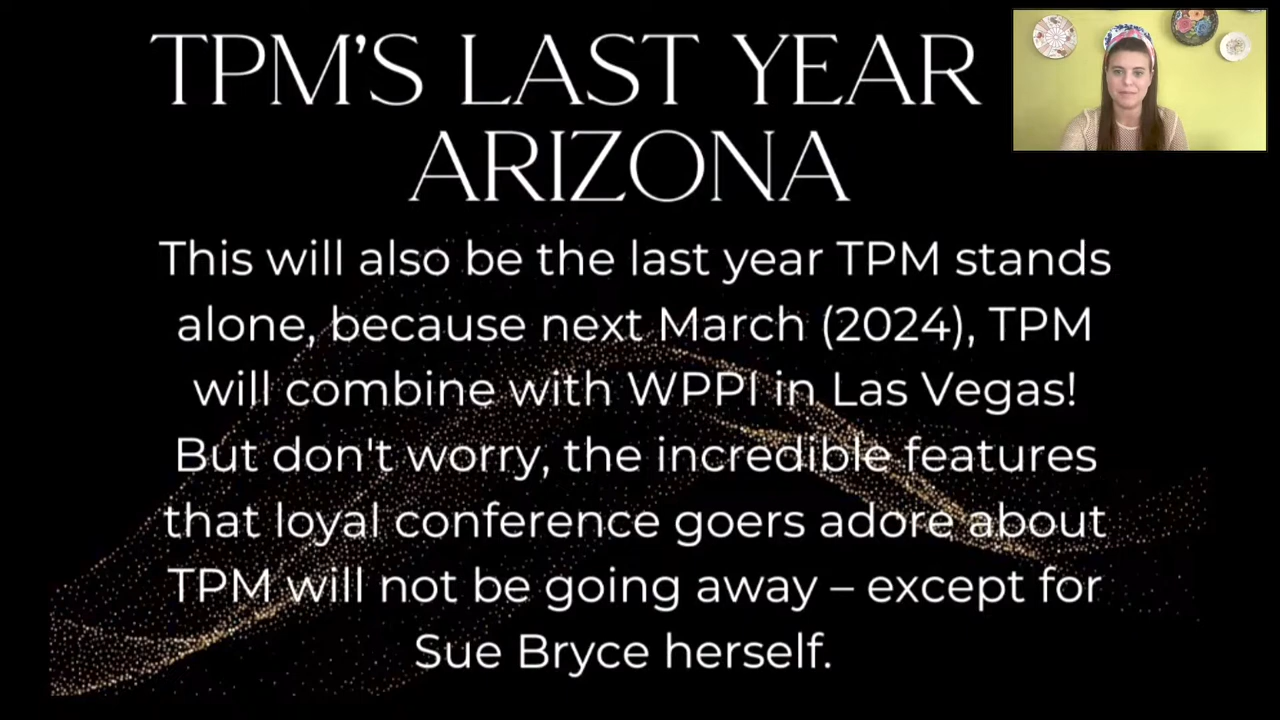 TPM'S LAST YEAR
ARIZONA
This will also be the last year TPM stands
alone, because next March (2024), TPM
will combine with WPPI in Las Vegas!
But don't worry, the incredible features
that loyal conference goers adore about
TPM will not be going away – except for
Sue Bryce herself.